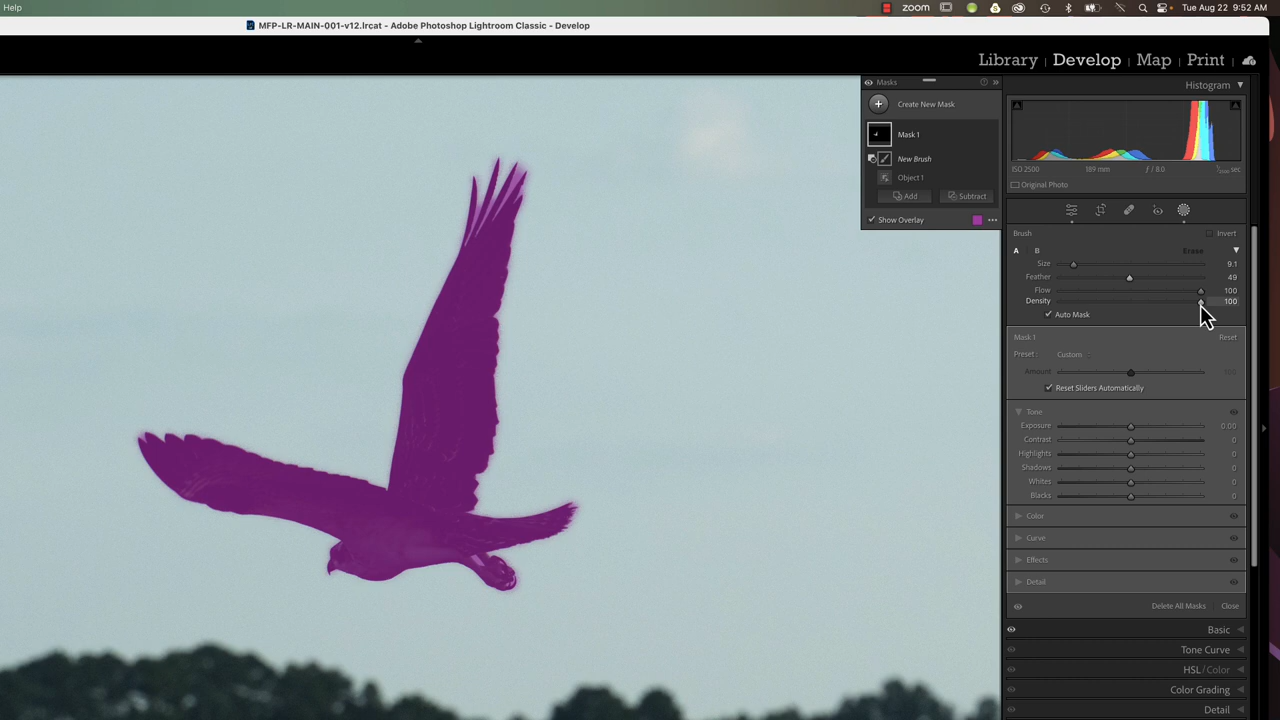 Help
zoom
Tue Aug 22 9:52 AM
MFP-LR-MAIN-001-v12.lrcat - Adobe Photoshop Lightroom Classic - Develop
Library | Develop | Map | Print |
Masks
Create New Mask
Mask 1
New Brush
Object 1
Add Subtract
Show Overlay
Histogram
ISO 2500 189 mm f / 8.0 sec
Original Photo
Brush Invert
A B Erase
Size 9.1
Feather 49
Flow 100
Density 100
Auto Mask
Mask 1 Reset
Preset : Custom
Amount
Reset Sliders Automatically
Tone
Exposure 0.00
Contrast 0
Highlights 0
Shadows 0
Whites 0
Blacks 0
Color
Curve
Effects
Detail
Delete All Masks Close
Basic
Tone Curve
HSL / Color
Color Grading
Detail